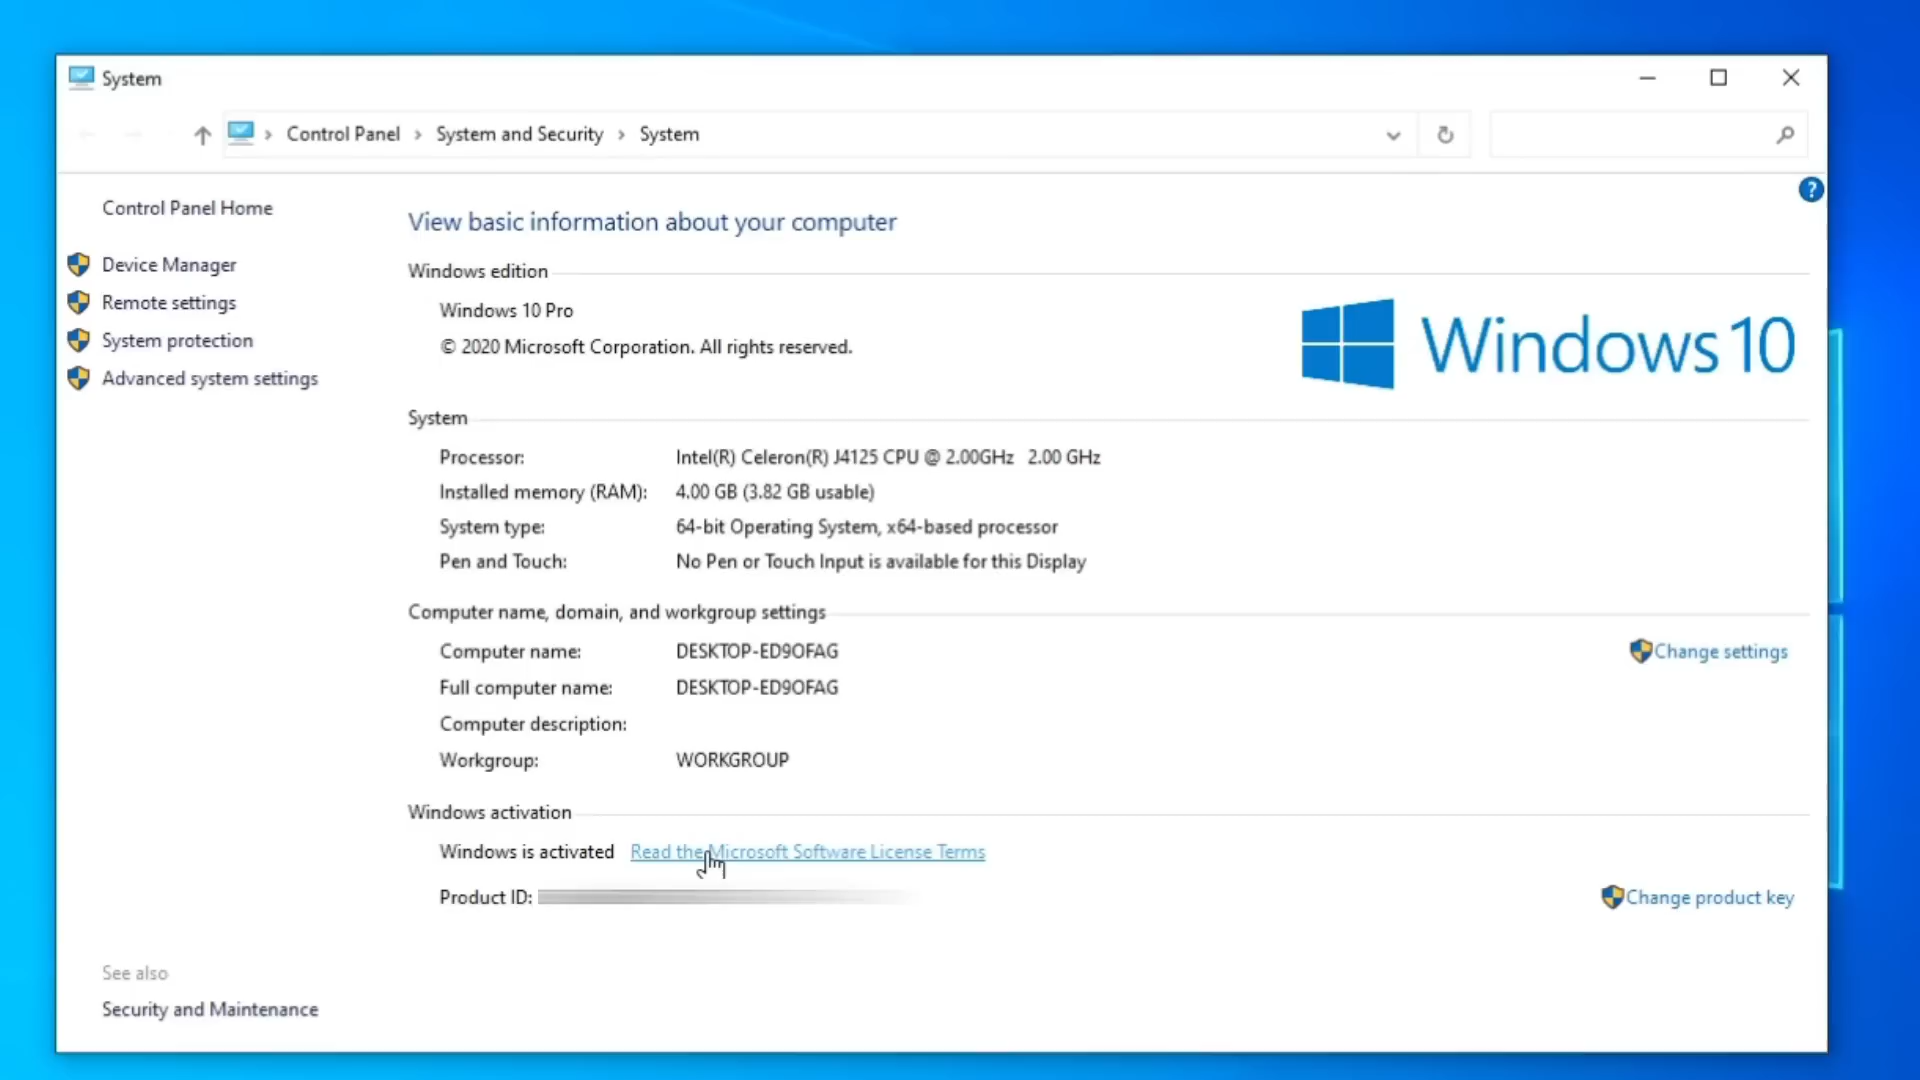 System
Control Panel > System and Security > System
?
Control Panel Home
Device Manager
Remote settings
System protection
Advanced system settings
View basic information about your computer
Windows edition
Windows 10 Pro
© 2020 Microsoft Corporation. All rights reserved.
Windows 10
System
Processor: Intel(R) Celeron(R) J4125 CPU @ 2.00GHz 2.00 GHz
Installed memory (RAM): 4.00 GB (3.82 GB usable)
System type: 64-bit Operating System, x64-based processor
Pen and Touch: No Pen or Touch Input is available for this Display
Computer name, domain, and workgroup settings
Computer name: DESKTOP-ED9OFAG
Change settings
Full computer name: DESKTOP-ED9OFAG
Computer description:
Workgroup: WORKGROUP
Windows activation
Windows is activated Read the Microsoft Software License Terms
Product ID:
Change product key
See also
Security and Maintenance